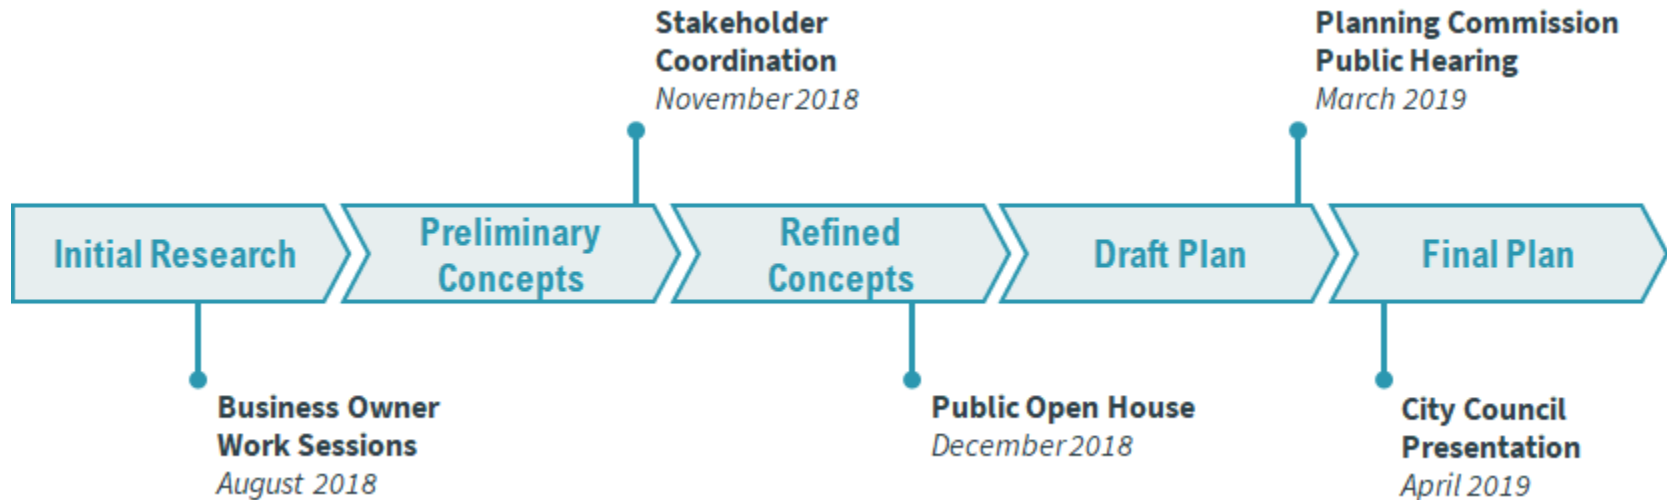 Stakeholder
Coordination
November 2018
Planning Commission
Public Hearing
March 2019
Initial Research
Preliminary
Concepts
Refined
Concepts
Draft Plan
Final Plan
Business Owner
Work Sessions
August 2018
Public Open House
December 2018
City Council
Presentation
April 2019